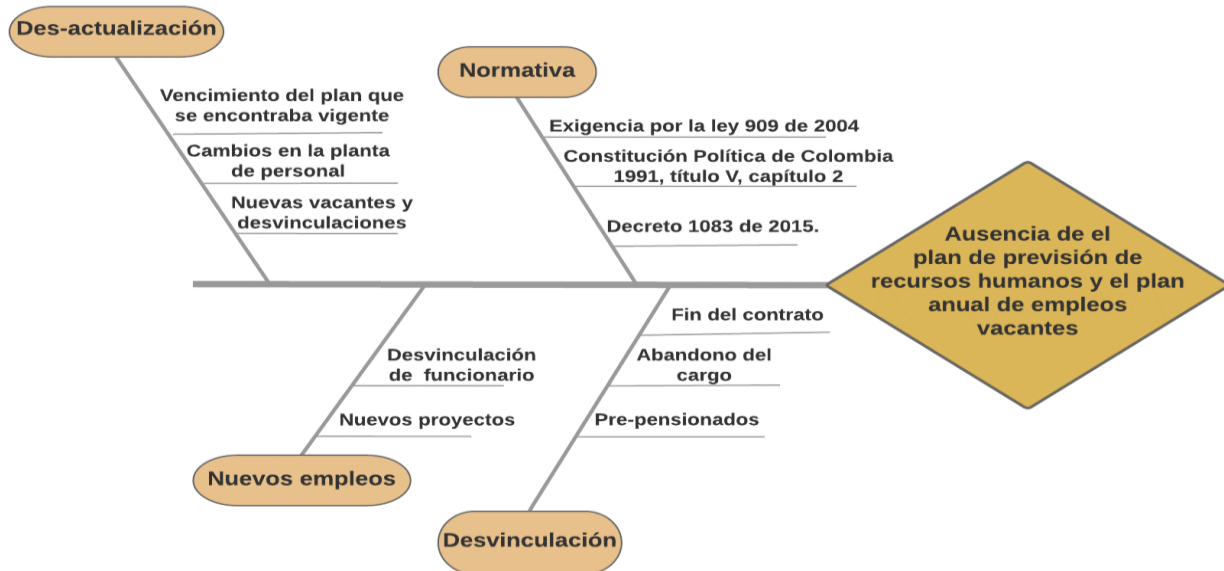 Des-actualización
Vencimiento del plan que
se encontraba vigente
Cambios en la planta
de personal
Nuevas vacantes y
desvinculaciones
Normativa
Exigencia por la ley 909 de 2004
Constitución Política de Colombia
1991, título V, capítulo 2
Decreto 1083 de 2015.
Ausencia de el
plan de previsión de
recursos humanos y el plan
anual de empleos
vacantes
Desvinculación
de funcionario
Nuevos proyectos
Nuevos empleos
Fin del contrato
Abandono del
cargo
Pre-pensionados
Desvinculación